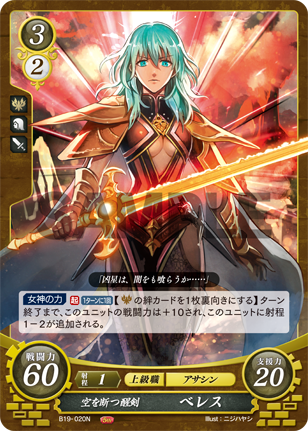 3
2
「凶星は、闇をも喰らうか……」
女神の力 起 1ターンに1回【 の絆カードを1枚裏向きにする】ターン
終了まで、このユニットの戦闘力は+10され、このユニットに射程
1-2が追加される。
戦闘力
60
射程 1 上級職 アサシン
支援力
20
空を断つ醒剣 ベレス
B19-020N Illust:ニジハヤシ